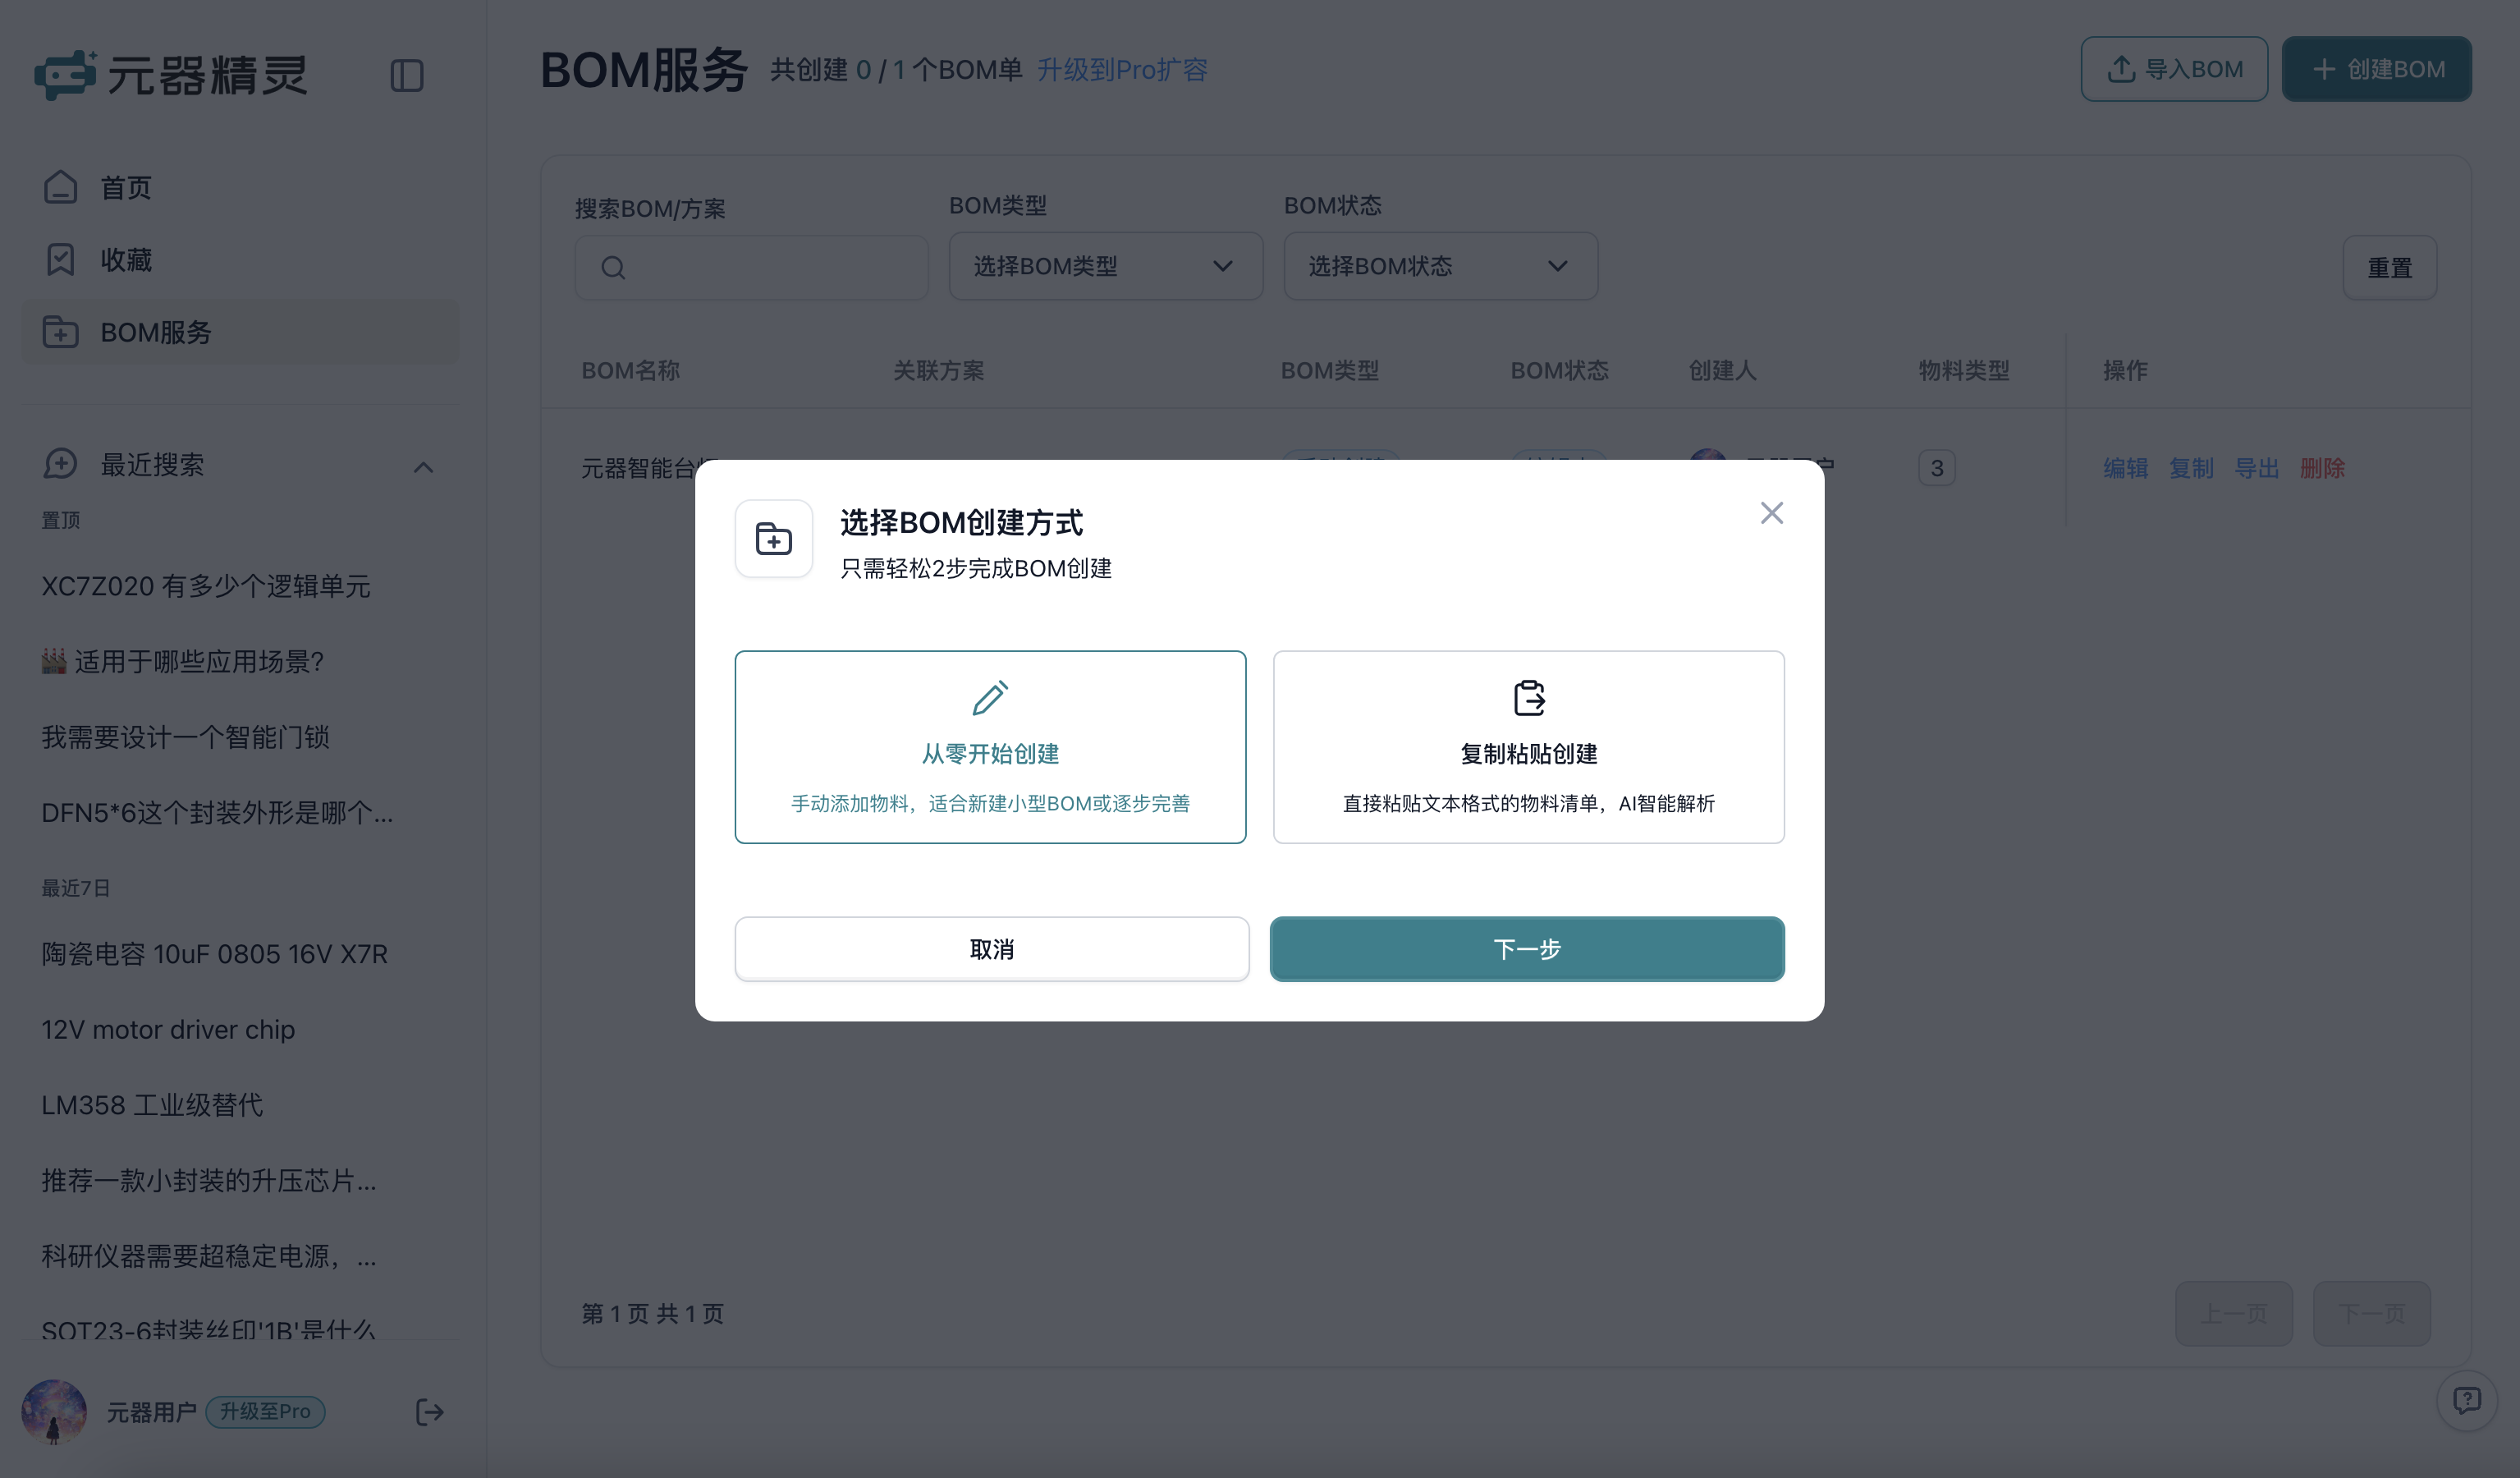 元器精灵
首页
收藏
BOM服务
最近搜索
置顶
XC7Z020 有多少个逻辑单元
适用于哪些应用场景?
我需要设计一个智能门锁
DFN5*6这个封装外形是哪个...
最近7日
陶瓷电容 10uF 0805 16V X7R
12V motor driver chip
LM358 工业级替代
推荐一款小封装的升压芯片...
科研仪器需要超稳定电源，...
SOT23-6封装丝印'1B'是什么
元器用户 升级至Pro
BOM服务 共创建 0 / 1 个BOM单 升级到Pro扩容
导入BOM
创建BOM
搜索BOM/方案
BOM类型
BOM状态
选择BOM类型
选择BOM状态
重置
BOM名称 关联方案 BOM类型 BOM状态 创建人 物料类型 操作
元器智能台 3 编辑 复制 导出 删除
选择BOM创建方式
只需轻松2步完成BOM创建
从零开始创建
手动添加物料，适合新建小型BOM或逐步完善
复制粘贴创建
直接粘贴文本格式的物料清单，AI智能解析
取消
下一步
第 1 页 共 1 页
上一页
下一页